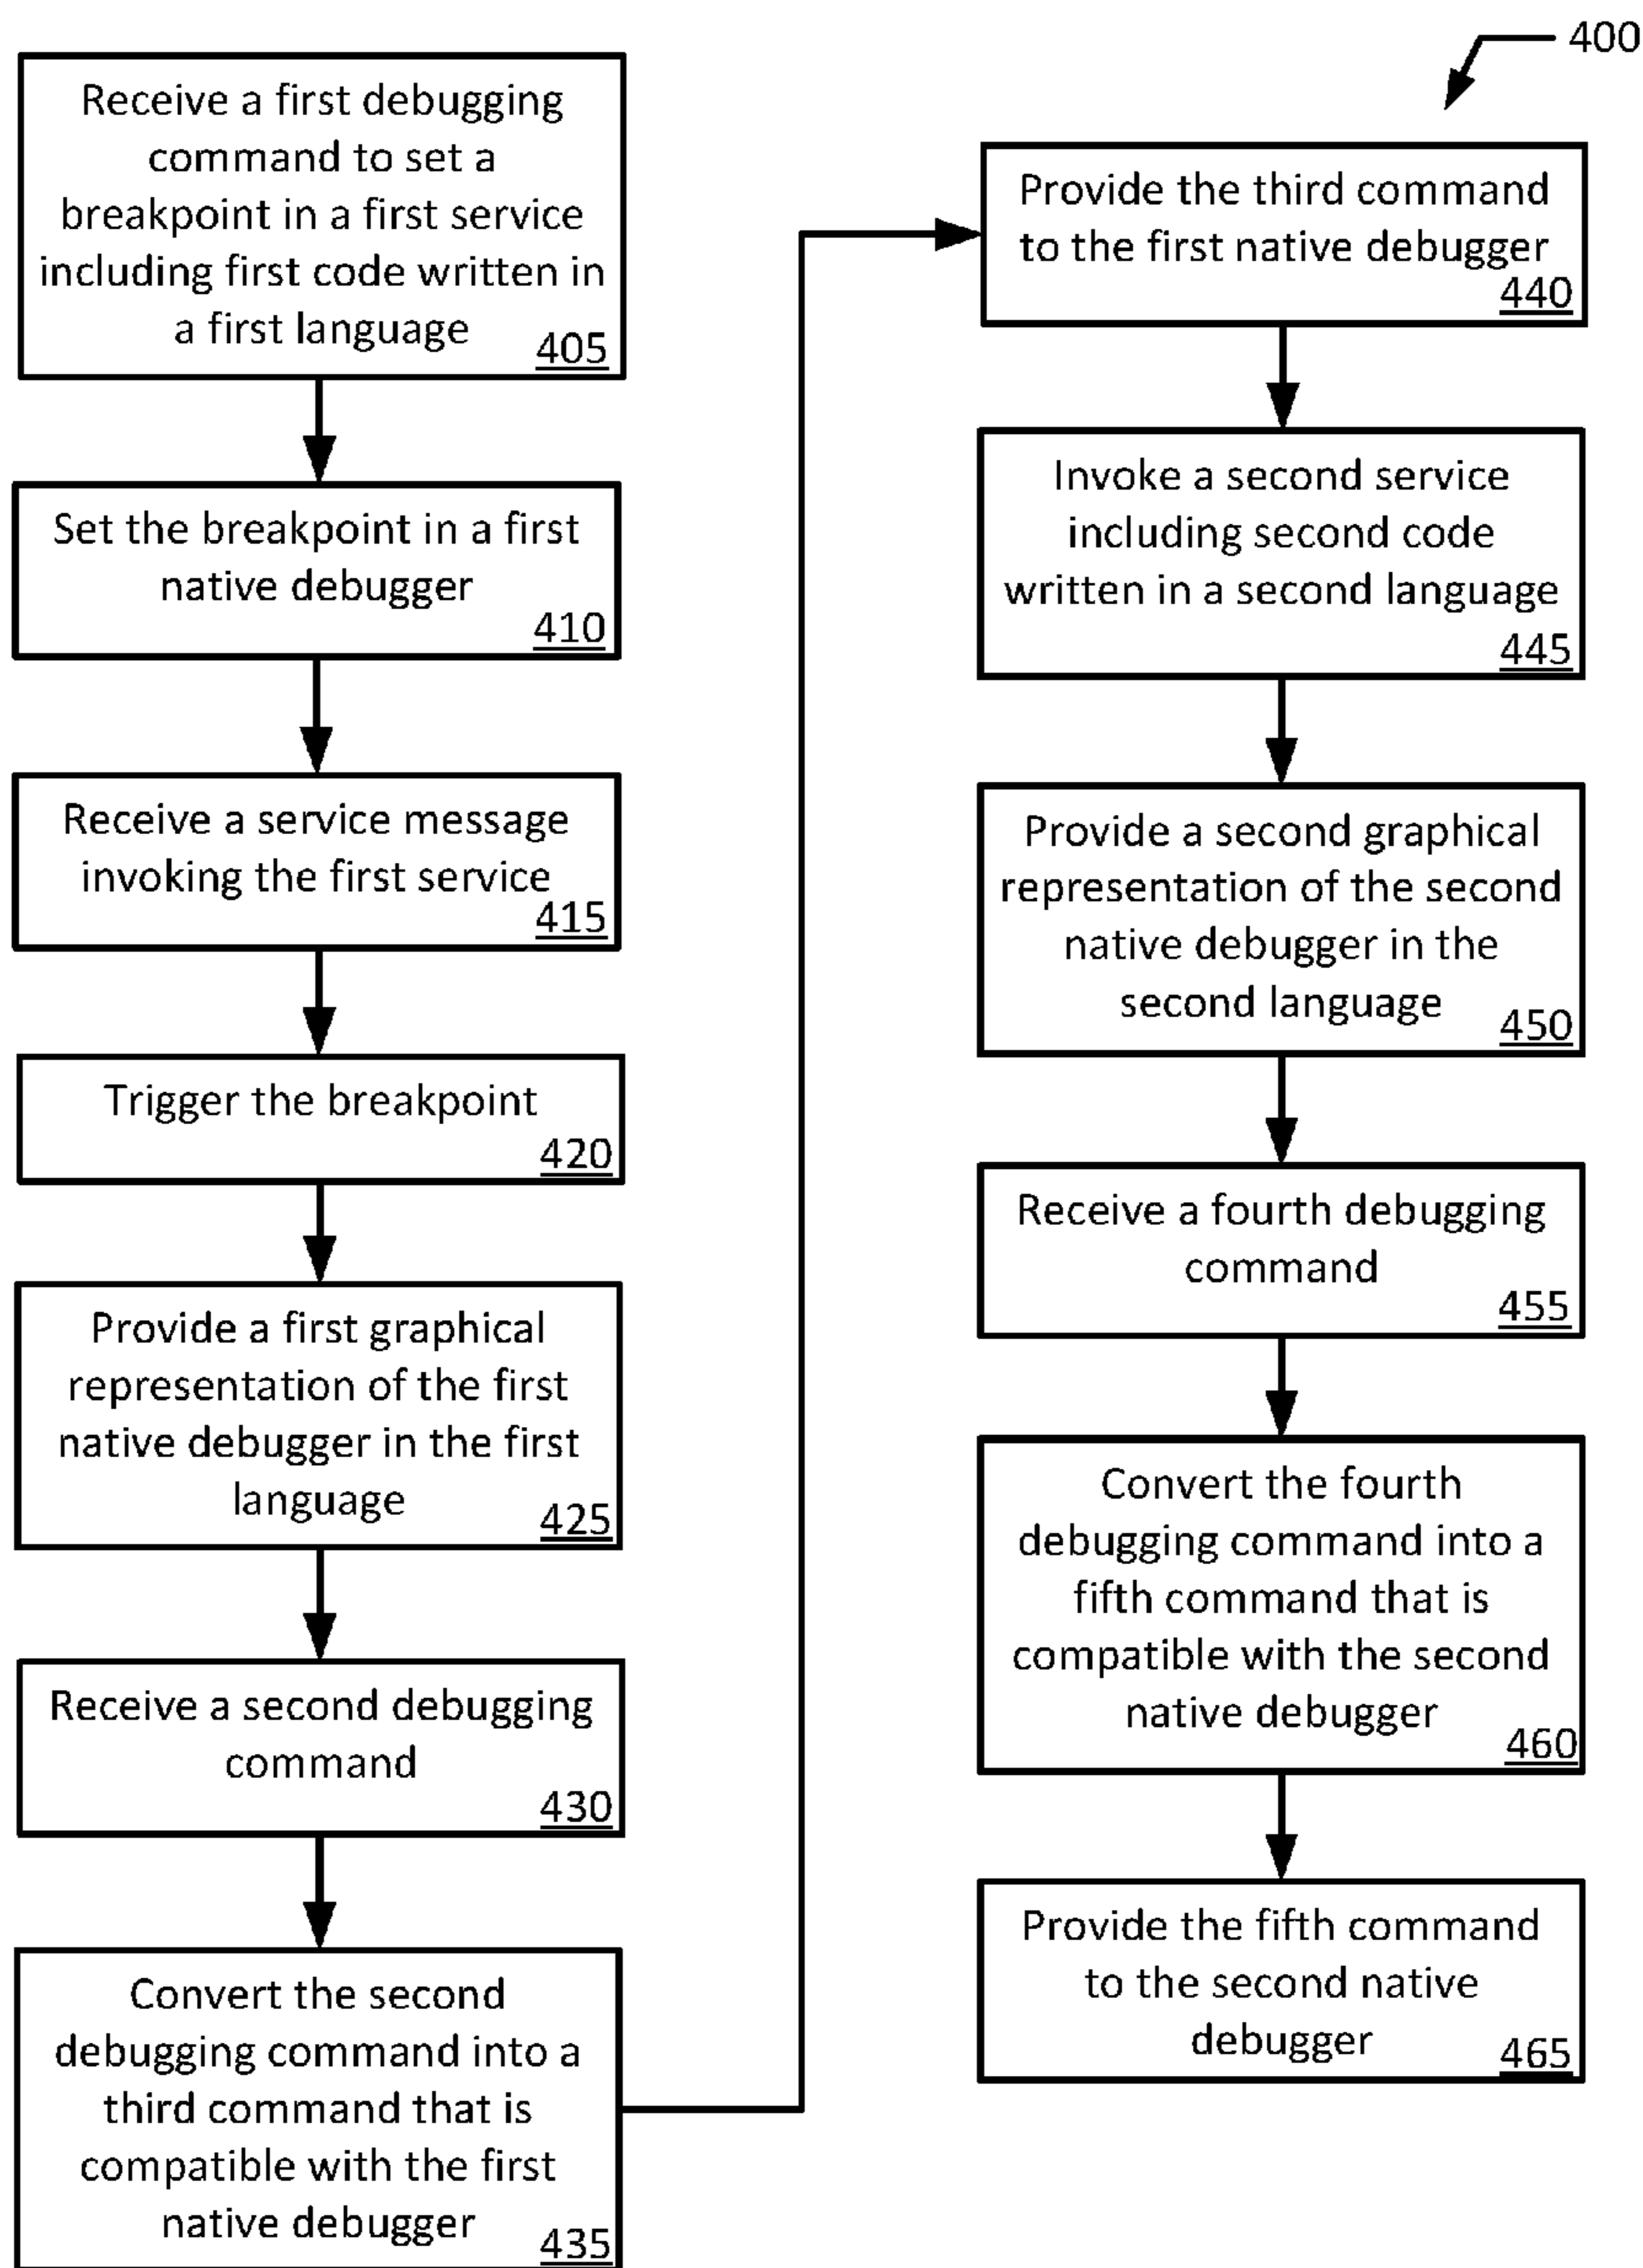 400
Receive a first debugging
command to set a
breakpoint in a first service
including first code written in
a first language
405
Set the breakpoint in a first
native debugger
410
Receive a service message
invoking the first service
415
Trigger the breakpoint
420
Provide a first graphical
representation of the first
native debugger in the first
language
425
Receive a second debugging
command
430
Convert the second
debugging command into a
third command that is
compatible with the first
native debugger
435
Provide the third command
to the first native debugger
440
Invoke a second service
including second code
written in a second language
445
Provide a second graphical
representation of the second
native debugger in the
second language
450
Receive a fourth debugging
command
455
Convert the fourth
debugging command into a
fifth command that is
compatible with the second
native debugger
460
Provide the fifth command
to the second native
debugger
465